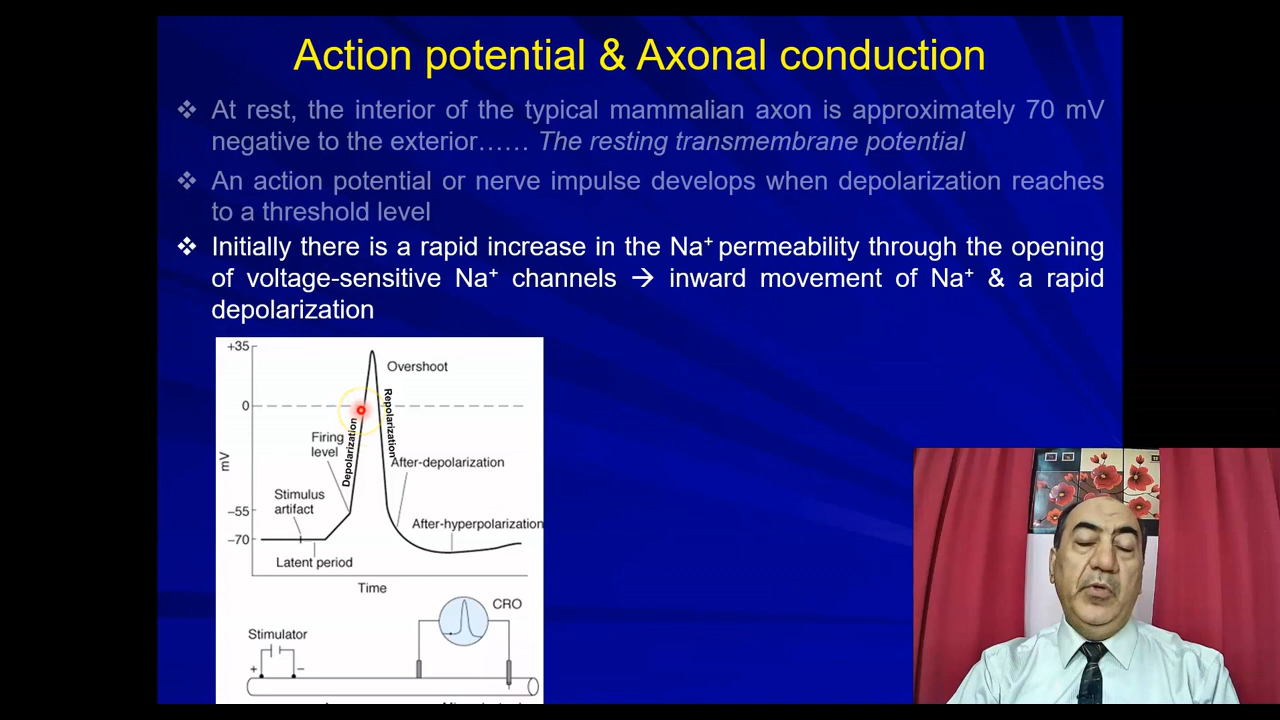 Action potential & Axonal conduction
❖ At rest, the interior of the typical mammalian axon is approximately 70 mV
negative to the exterior…… The resting transmembrane potential
❖ An action potential or nerve impulse develops when depolarization reaches
to a threshold level
❖ Initially there is a rapid increase in the Na⁺ permeability through the opening
of voltage-sensitive Na⁺ channels → inward movement of Na⁺ & a rapid
depolarization
+35
Overshoot
0
Depolarization
Repolarization
Firing
level
mV
After-depolarization
Stimulus
artifact
–55
After-hyperpolarization
–70
Latent period
Time
CRO
Stimulator
+ –